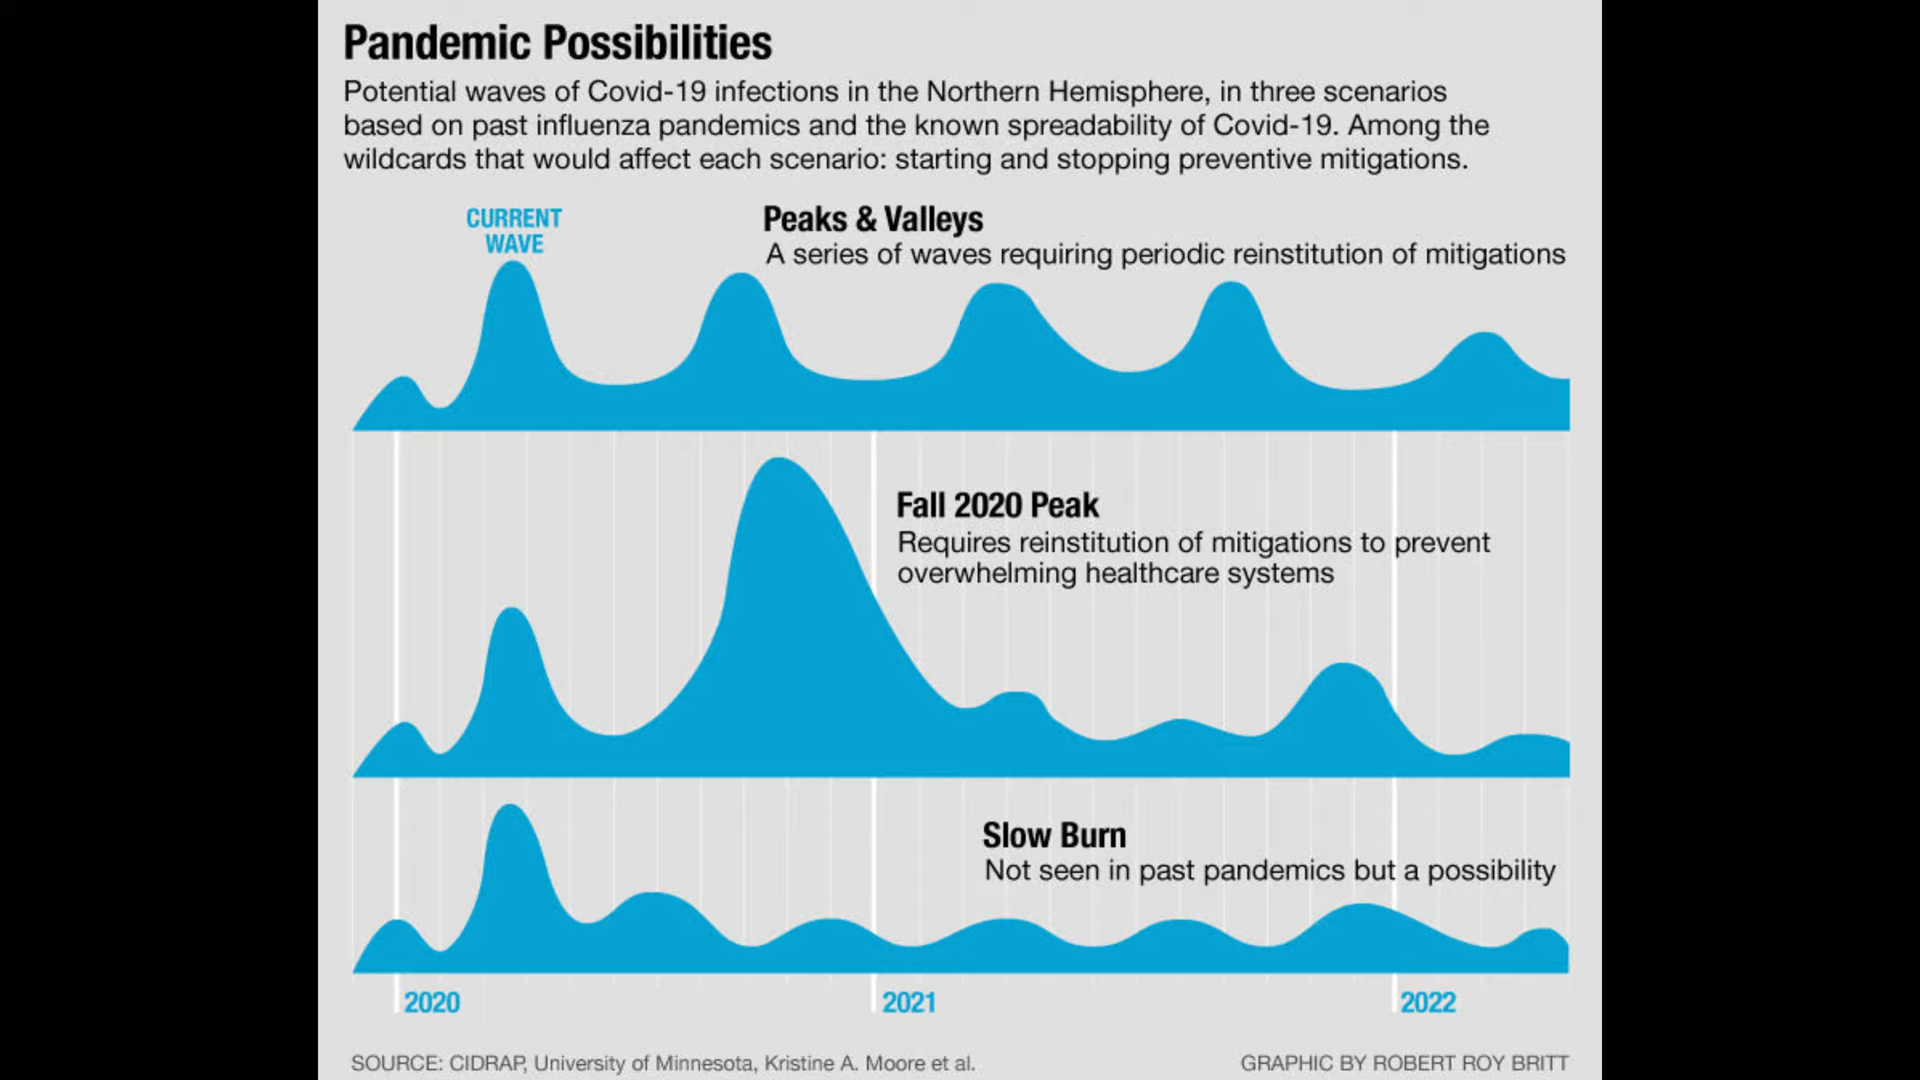 Pandemic Possibilities
Potential waves of Covid-19 infections in the Northern Hemisphere, in three scenarios
based on past influenza pandemics and the known spreadability of Covid-19. Among the
wildcards that would affect each scenario: starting and stopping preventive mitigations.
CURRENT
WAVE
Peaks & Valleys
A series of waves requiring periodic reinstitution of mitigations
Fall 2020 Peak
Requires reinstitution of mitigations to prevent
overwhelming healthcare systems
Slow Burn
Not seen in past pandemics but a possibility
2020
2021
2022
SOURCE: CIDRAP, University of Minnesota, Kristine A. Moore et al.
GRAPHIC BY ROBERT ROY BRITT